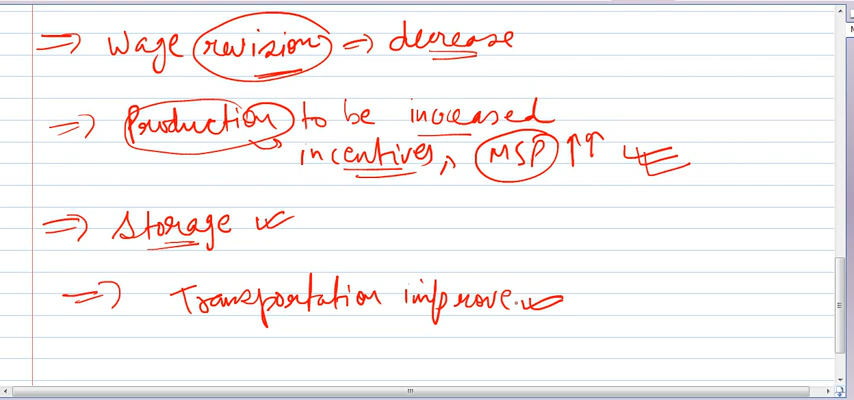 ⇒ Wage revision ⇒ decrease
⇒ Production to be increased
incentives, MSP ↑↑
⇒ Storage ✓
⇒ Transportation improve. ✓